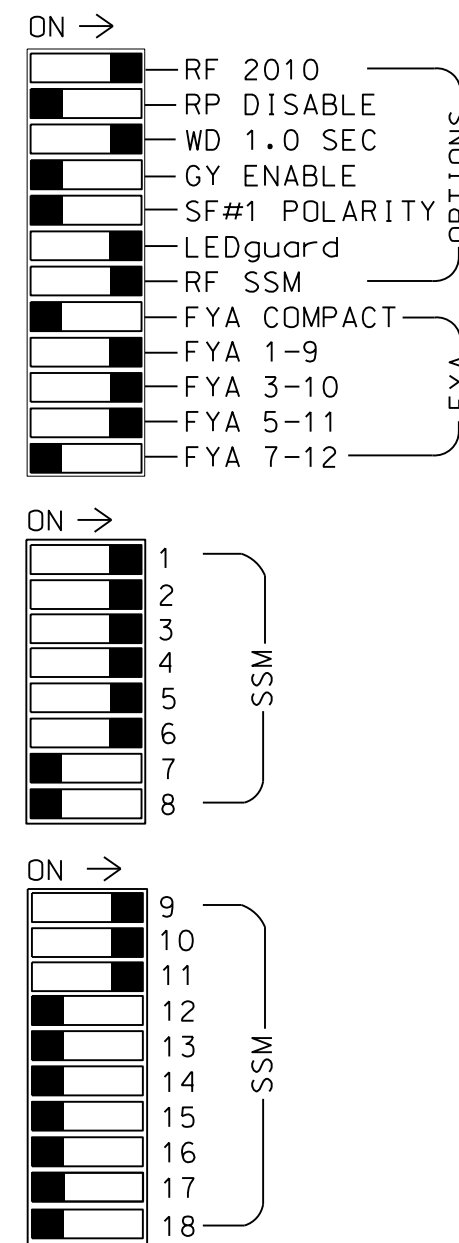 ON →
RF 2010
RP DISABLE
WD 1.0 SEC
GY ENABLE
SF#1 POLARITY
LEDguard
RF SSM
FYA COMPACT
FYA 1-9
FYA 3-10
FYA 5-11
FYA 7-12
OPTIONS
FYA
ON →
1
2
3
4
5
6
7
8
SSM
ON →
9
10
11
12
13
14
15
16
17
18
SSM